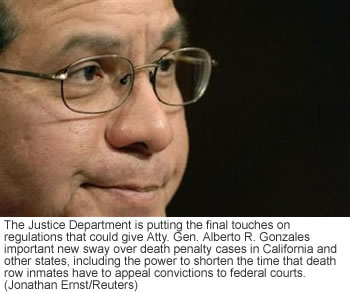 The Justice Department is putting the final touches on
regulations that could give Atty. Gen. Alberto R. Gonzales
important new sway over death penalty cases in California and
other states, including the power to shorten the time that death
row inmates have to appeal convictions to federal courts.
(Jonathan Ernst/Reuters)